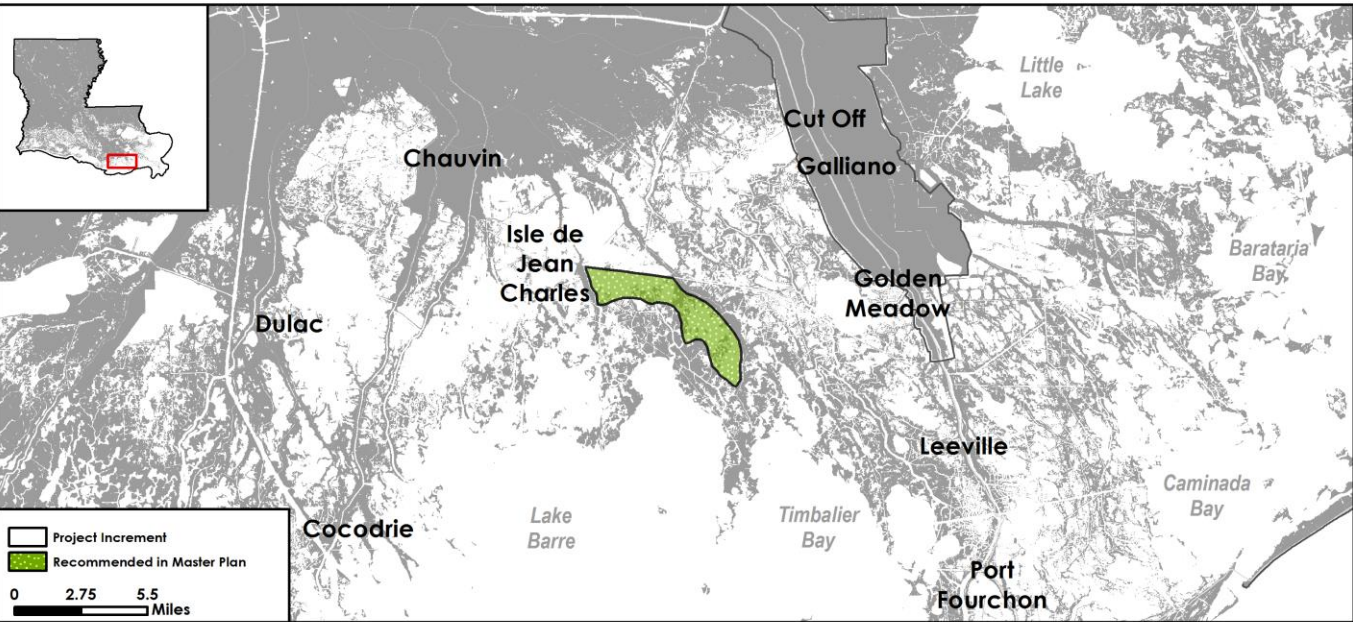 Little
Lake
Cut Off
Chauvin
Galliano
Isle de
Jean
Charles
Barataria
Bay
Golden
Meadow
Dulac
Leeville
Caminada
Bay
Lake
Barre
Timbalier
Bay
Cocodrie
Port
Fourchon
Project Increment
Recommended in Master Plan
0 2.75 5.5
Miles